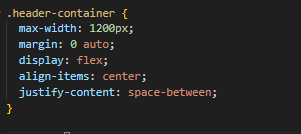 .header-container {
  max-width: 1200px;
  margin: 0 auto;
  display: flex;
  align-items: center;
  justify-content: space-between;
}